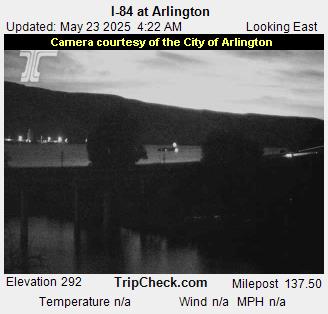 I-84 at Arlington
Updated: May 23 2025 4:22 AM Looking East
Camera courtesy of the City of Arlington
Elevation 292 TripCheck.com Milepost 137.50
Temperature n/a Wind n/a MPH n/a